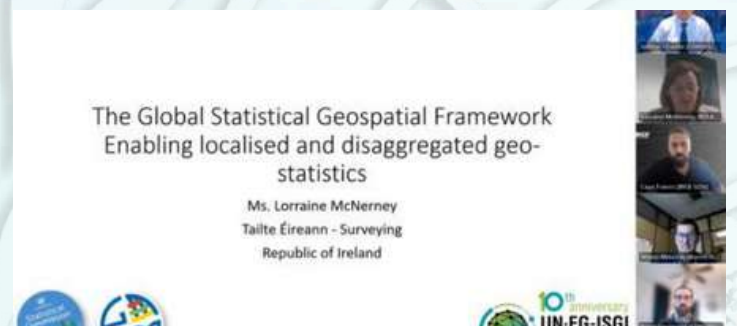 The Global Statistical Geospatial Framework
Enabling localised and disaggregated geo-
statistics
Ms. Lorraine McNerney
Tailte Éireann - Surveying
Republic of Ireland
Statistical
10th
anniversary
UN-EG-ISGI